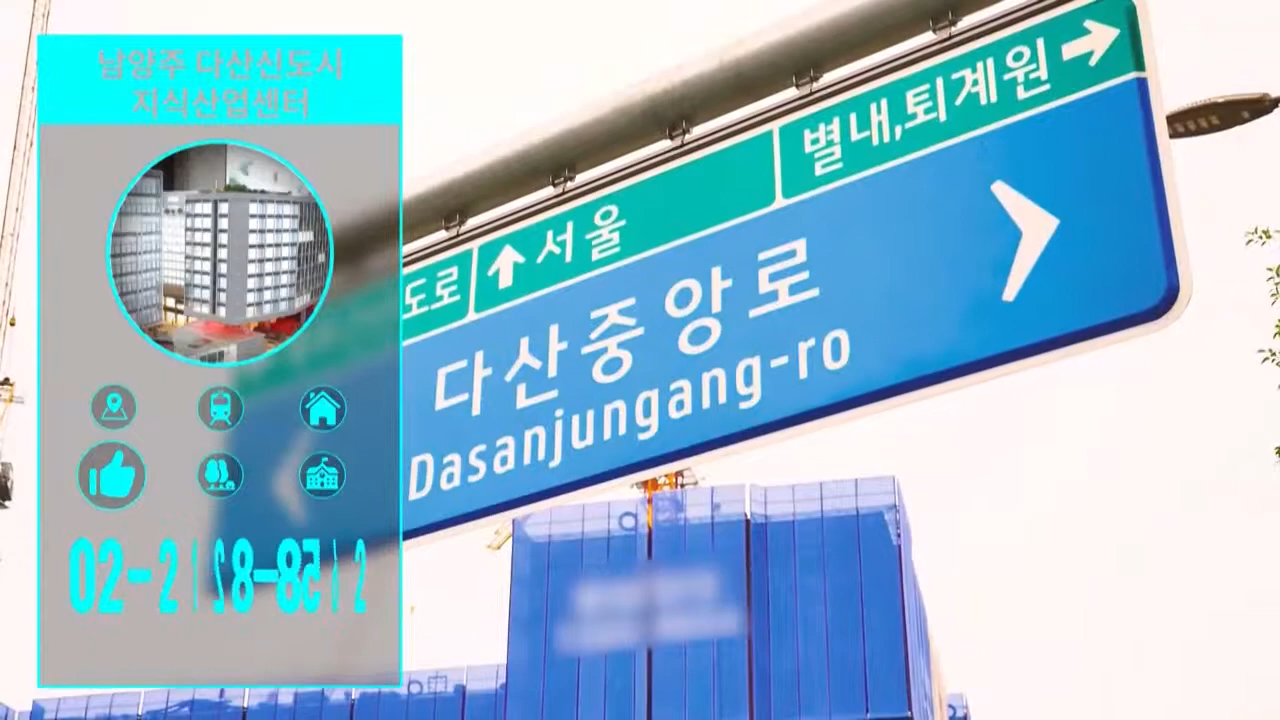 남양주 다산신도시
지식산업센터
도로
서울
별내,퇴계원
다산중앙로
Dasanjungang-ro